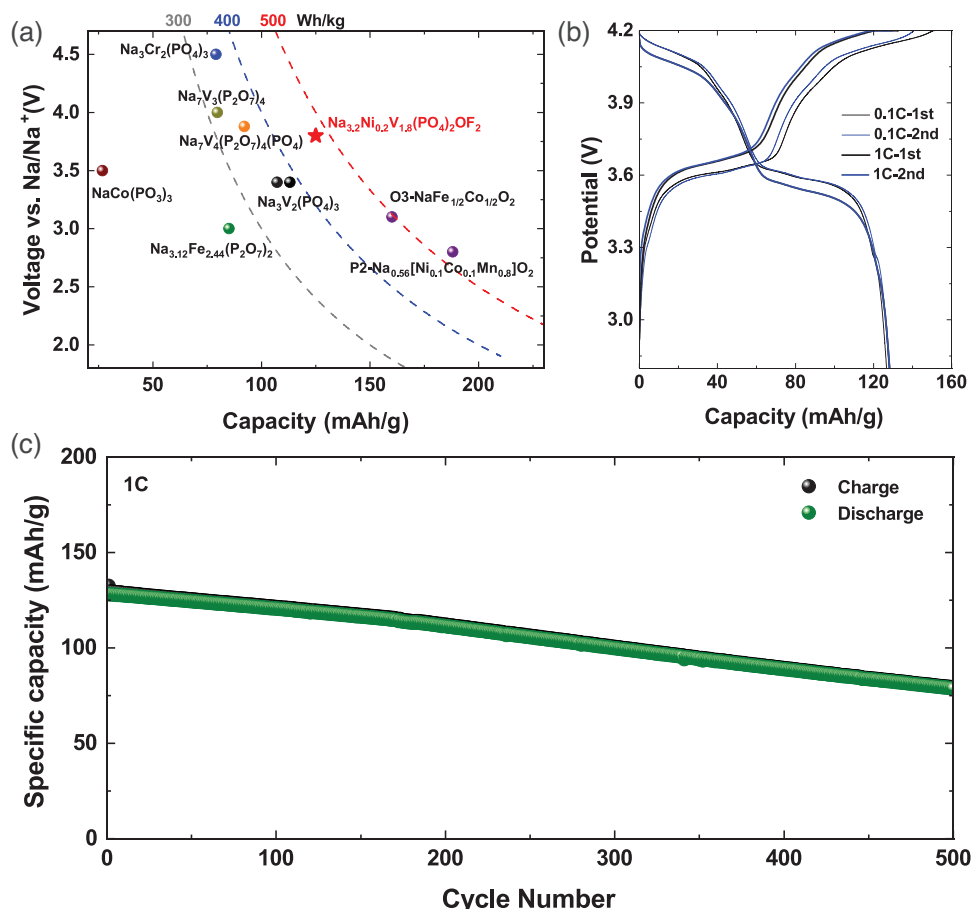 (a)
300 400 500 Wh/kg
Na3Cr2(PO4)3
Na7V3(P2O7)4
Na7V4(P2O7)4(PO4)
Na3.2Ni0.2V1.8(PO4)2OF2
NaCo(PO3)3
Na3V2(PO4)3
O3-NaFe1/2Co1/2O2
Na3.12Fe2.44(P2O7)2
P2-Na0.56[Ni0.1Co0.1Mn0.8]O2
4.5
4.0
3.5
3.0
2.5
2.0
Voltage vs. Na/Na+(V)
50 100 150 200
Capacity (mAh/g)
(b)
4.2
3.9
3.6
3.3
3.0
Potential (V)
0.1C-1st
0.1C-2nd
1C-1st
1C-2nd
0 40 80 120 160
Capacity (mAh/g)
(c)
200
150
100
50
0
Specific capacity (mAh/g)
1C
Charge
Discharge
0 100 200 300 400 500
Cycle Number